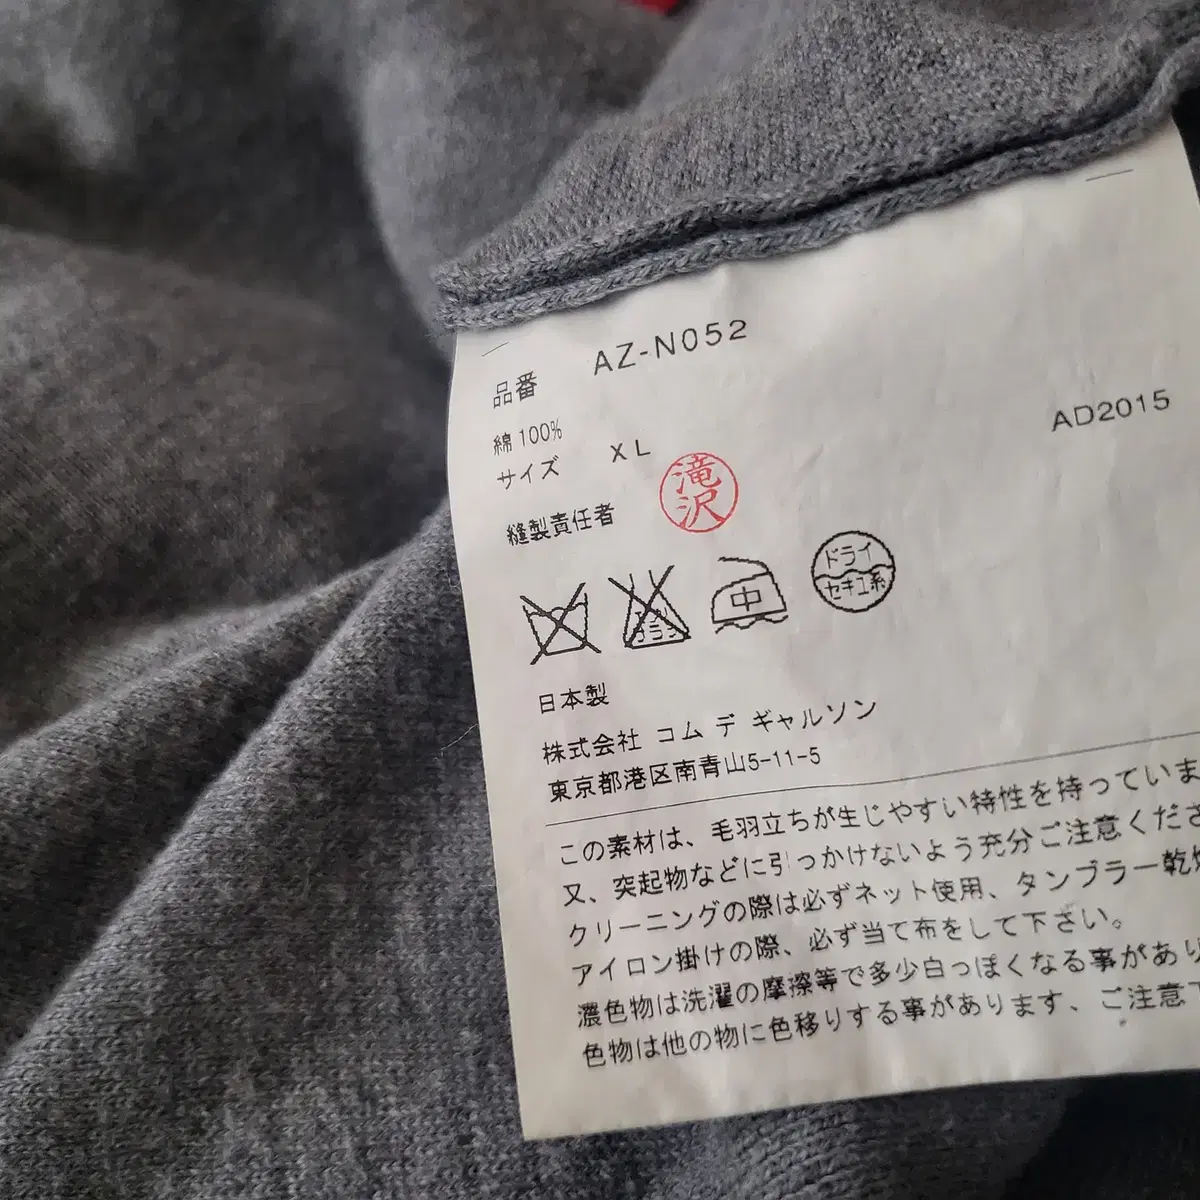 品番 AZ-N052
綿100%
AD2015
サイズ XL
縫製責任者 滝沢
中
ドライ
セキユ系
日本製
株式会社 コム デ ギャルソン
東京都港区南青山5-11-5
この素材は、毛羽立ちが生じやすい特性を持っていま
又、突起物などに引っかけないよう充分ご注意くださ
クリーニングの際は必ずネット使用、タンブラー乾燥
アイロン掛けの際、必ず当て布をして下さい。
濃色物は洗濯の摩擦等で多少白っぽくなる事があり
色物は他の物に色移りする事があります、ご注意下